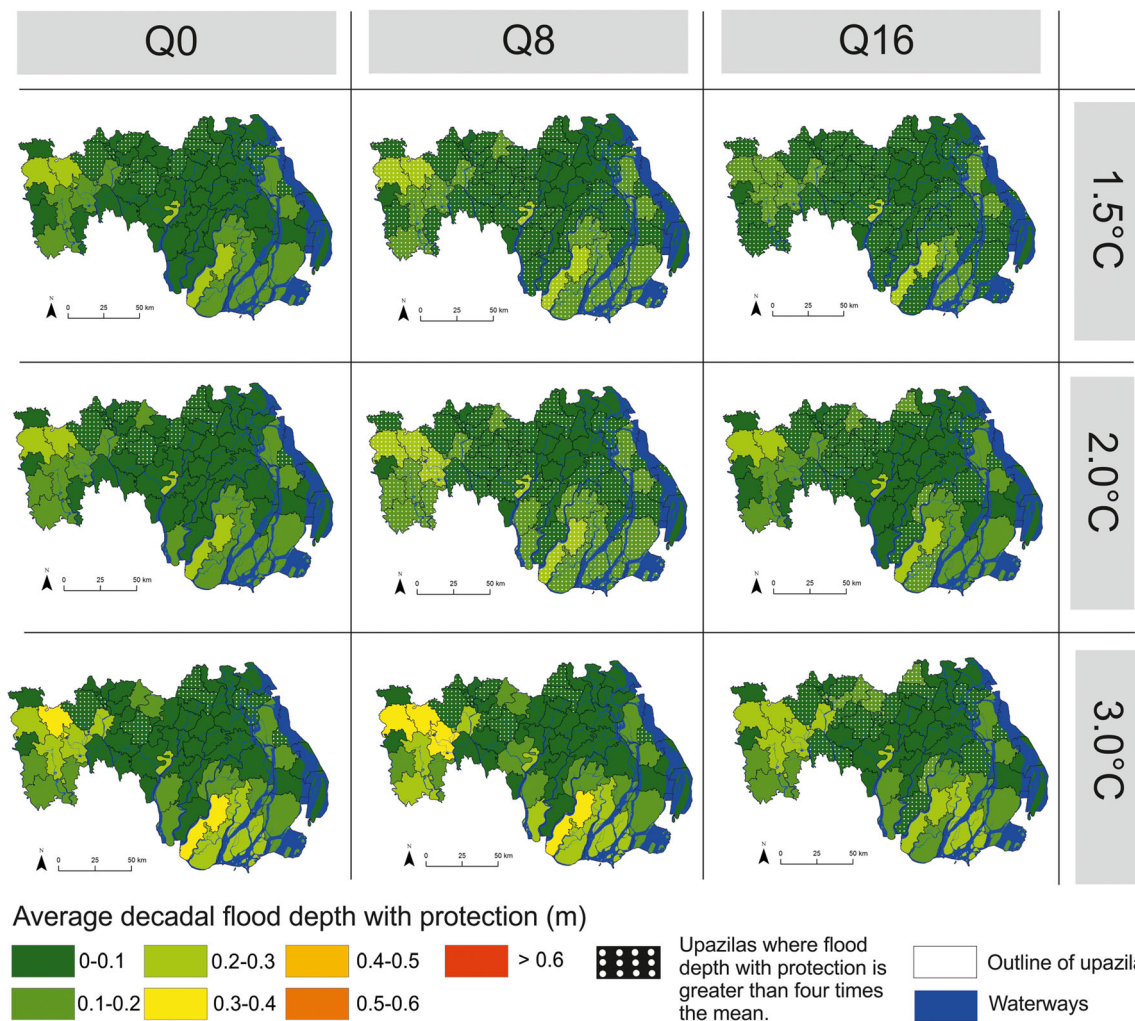 Q0
Q8
Q16
1.5°C
N
0 25 50 km
N
0 25 50 km
N
0 25 50 km
2.0°C
N
0 25 50 km
N
0 25 50 km
N
0 25 50 km
3.0°C
N
0 25 50 km
N
0 25 50 km
N
0 25 50 km
Average decadal flood depth with protection (m)
0-0.1
0.2-0.3
0.4-0.5
> 0.6
0.1-0.2
0.3-0.4
0.5-0.6
Upazilas where flood
depth with protection is
greater than four times
the mean.
Outline of upazila
Waterways